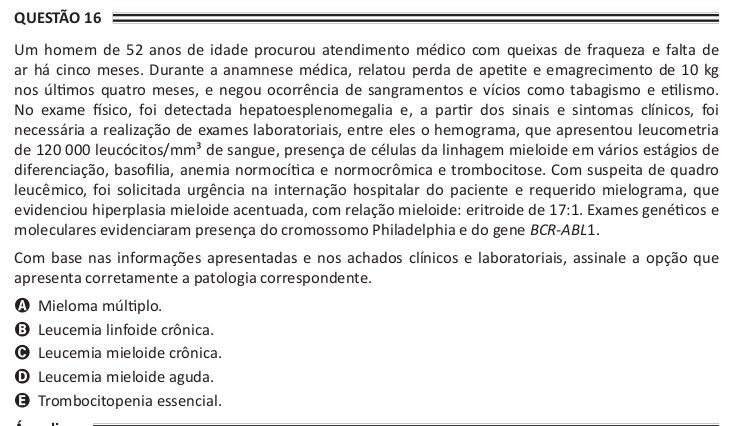 QUESTÃO 16
Um homem de 52 anos de idade procurou atendimento médico com queixas de fraqueza e falta de
ar há cinco meses. Durante a anamnese médica, relatou perda de apetite e emagrecimento de 10 kg
nos últimos quatro meses, e negou ocorrência de sangramentos e vícios como tabagismo e etilismo.
No exame físico, foi detectada hepatoesplenomegalia e, a partir dos sinais e sintomas clínicos, foi
necessária a realização de exames laboratoriais, entre eles o hemograma, que apresentou leucometria
de 120 000 leucócitos/mm³ de sangue, presença de células da linhagem mieloide em vários estágios de
diferenciação, basofilia, anemia normocítica e normocrômica e trombocitose. Com suspeita de quadro
leucêmico, foi solicitada urgência na internação hospitalar do paciente e requerido mielograma, que
evidenciou hiperplasia mieloide acentuada, com relação mieloide: eritroide de 17:1. Exames genéticos e
moleculares evidenciaram presença do cromossomo Philadelphia e do gene BCR-ABL1.
Com base nas informações apresentadas e nos achados clínicos e laboratoriais, assinale a opção que
apresenta corretamente a patologia correspondente.
A Mieloma múltiplo.
B Leucemia linfoide crônica.
C Leucemia mieloide crônica.
D Leucemia mieloide aguda.
E Trombocitopenia essencial.